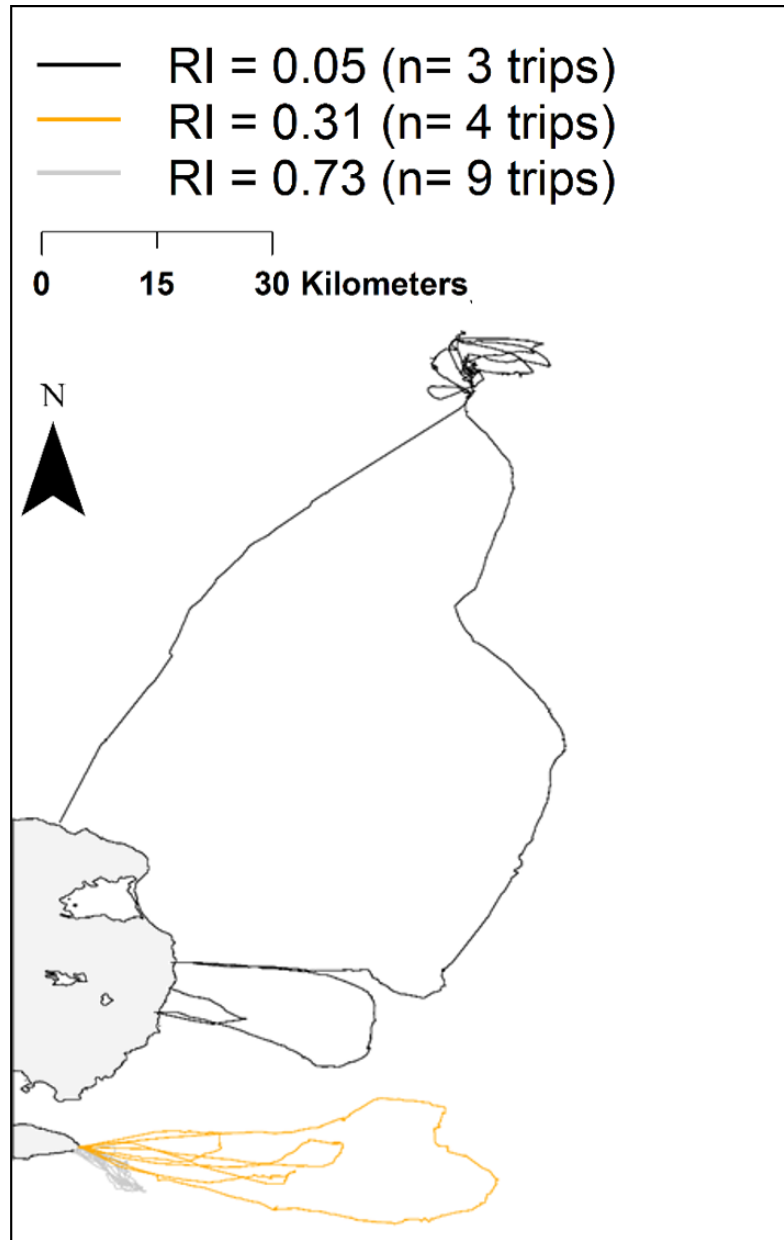 RI = 0.05 (n= 3 trips)
RI = 0.31 (n= 4 trips)
RI = 0.73 (n= 9 trips)
0 15 30 Kilometers
N